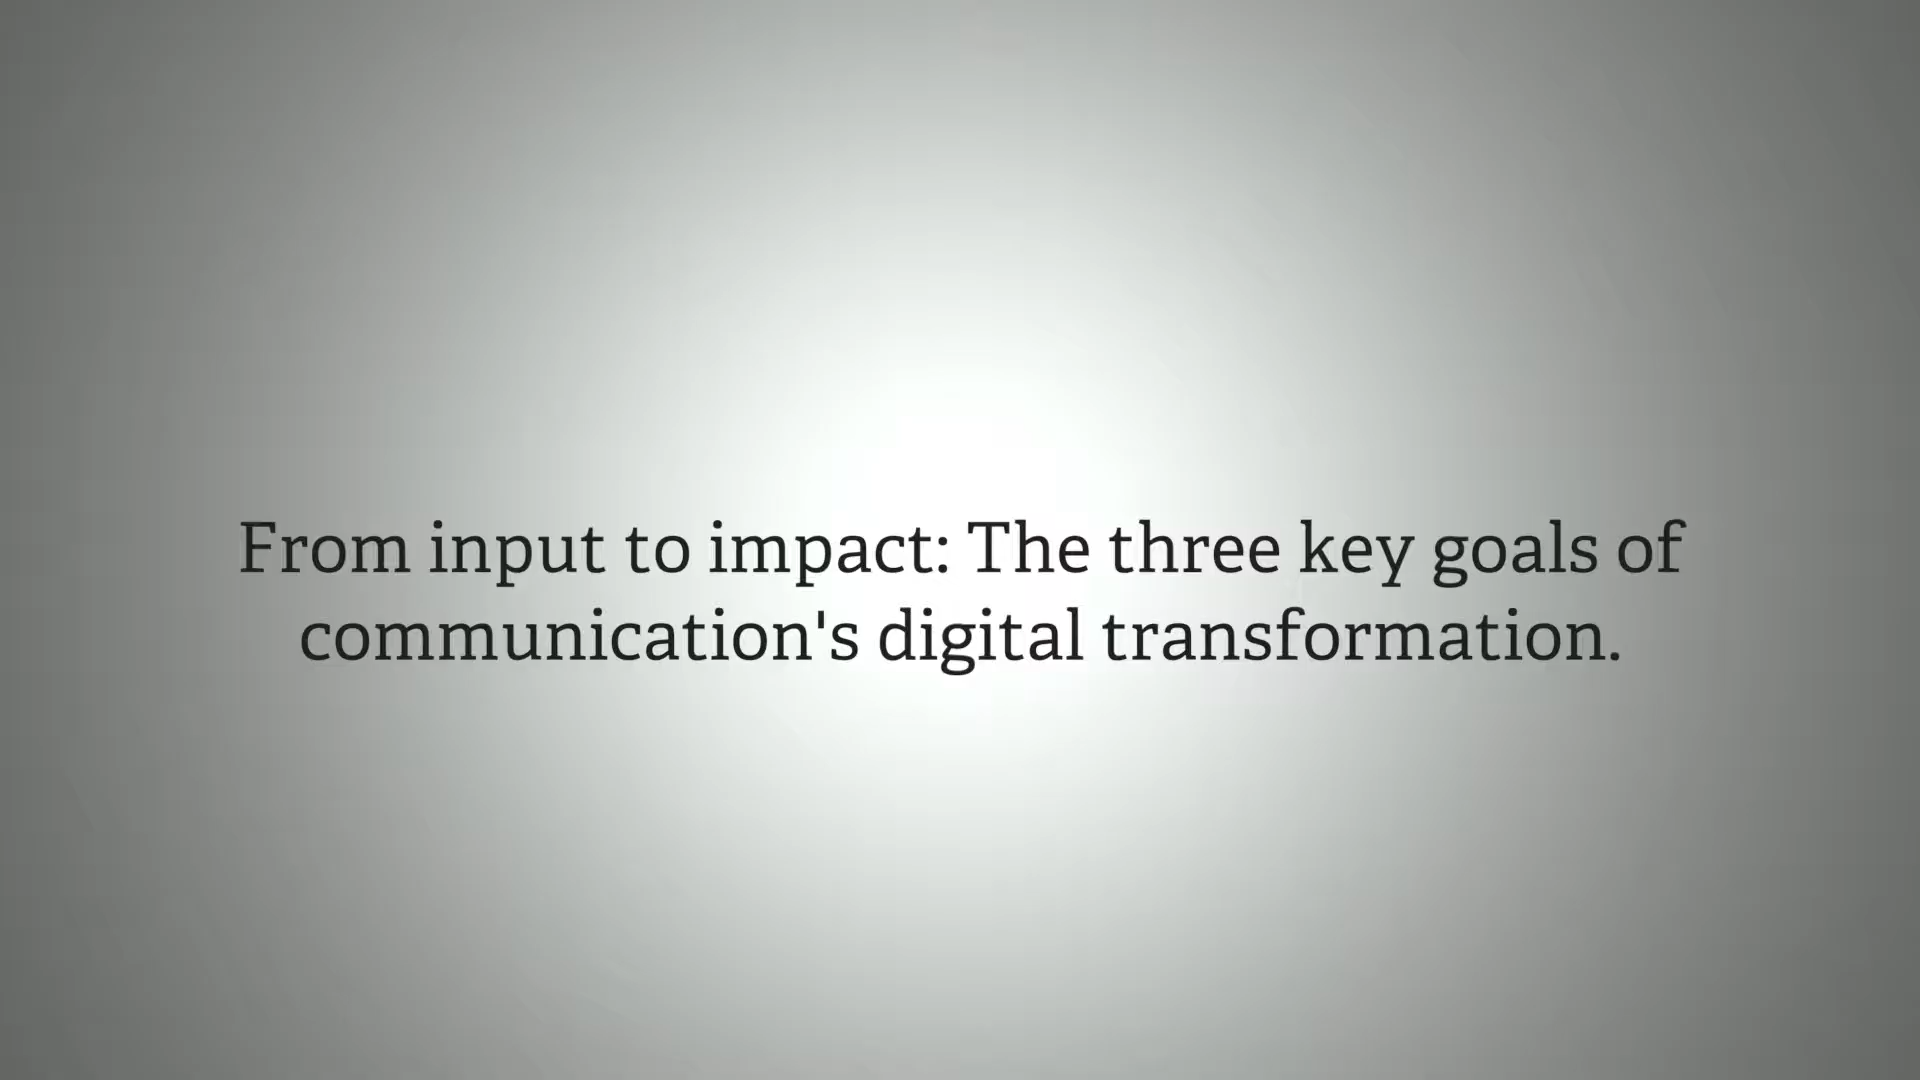 From input to impact: The three key goals of
communication's digital transformation.